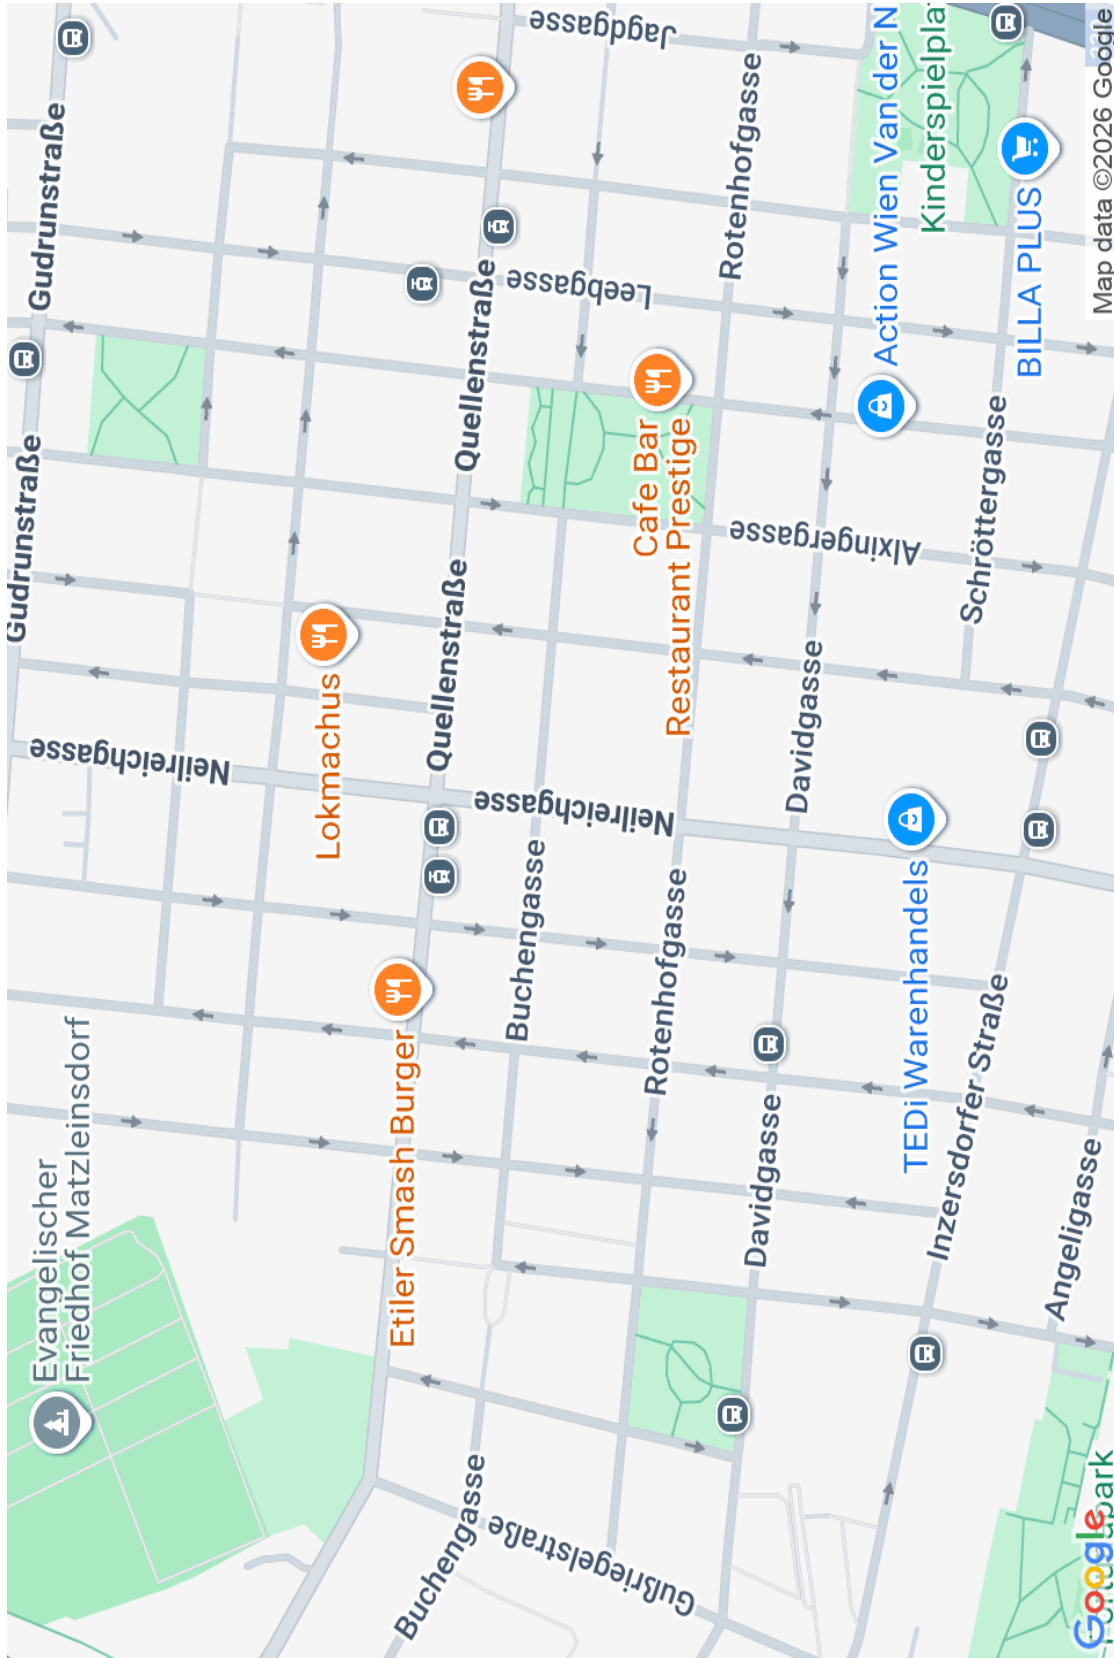 Gudrunstraße
Gudrunstraße
Gudrunstraße
Evangelischer
Friedhof Matzleinsdorf
Neilreichgasse
Lokmachus
Etiler Smash Burger
Quellenstraße
Quellenstraße
Quellenstraße
Buchengasse
Buchengasse
Gußriegelstraße
Neilreichgasse
Leebgasse
Jagdgasse
Cafe Bar
Restaurant Prestige
Rotenhofgasse
Rotenhofgasse
Davidgasse
Davidgasse
Alxingergasse
Action Wien Van der N
TEDi Warenhandels
Kinderspielpla
Inzersdorfer Straße
Schröttergasse
BILLA PLUS
Angeligasse
Google
Map data ©2026 Google